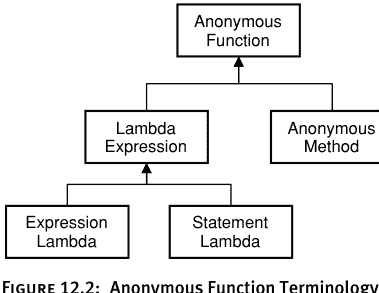 Anonymous
Function
Lambda
Expression
Anonymous
Method
Expression
Lambda
Statement
Lambda
FIGURE 12.2: Anonymous Function Terminology